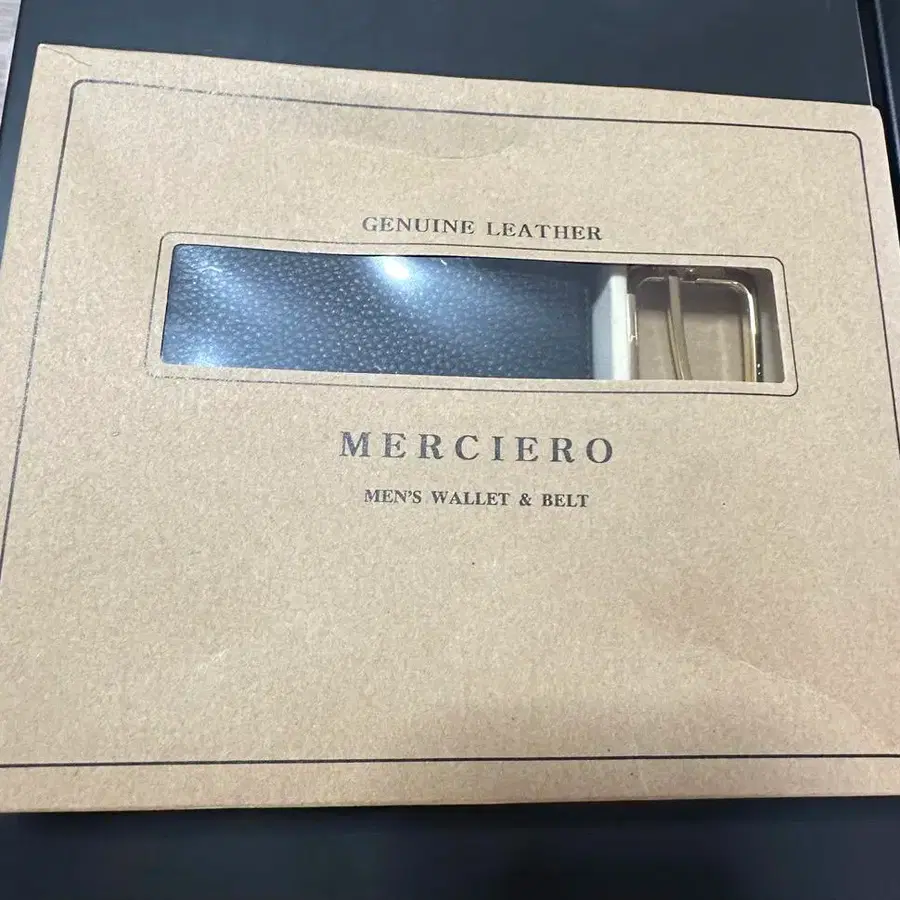 GENUINE LEATHER
MERCIERO
MEN'S WALLET & BELT